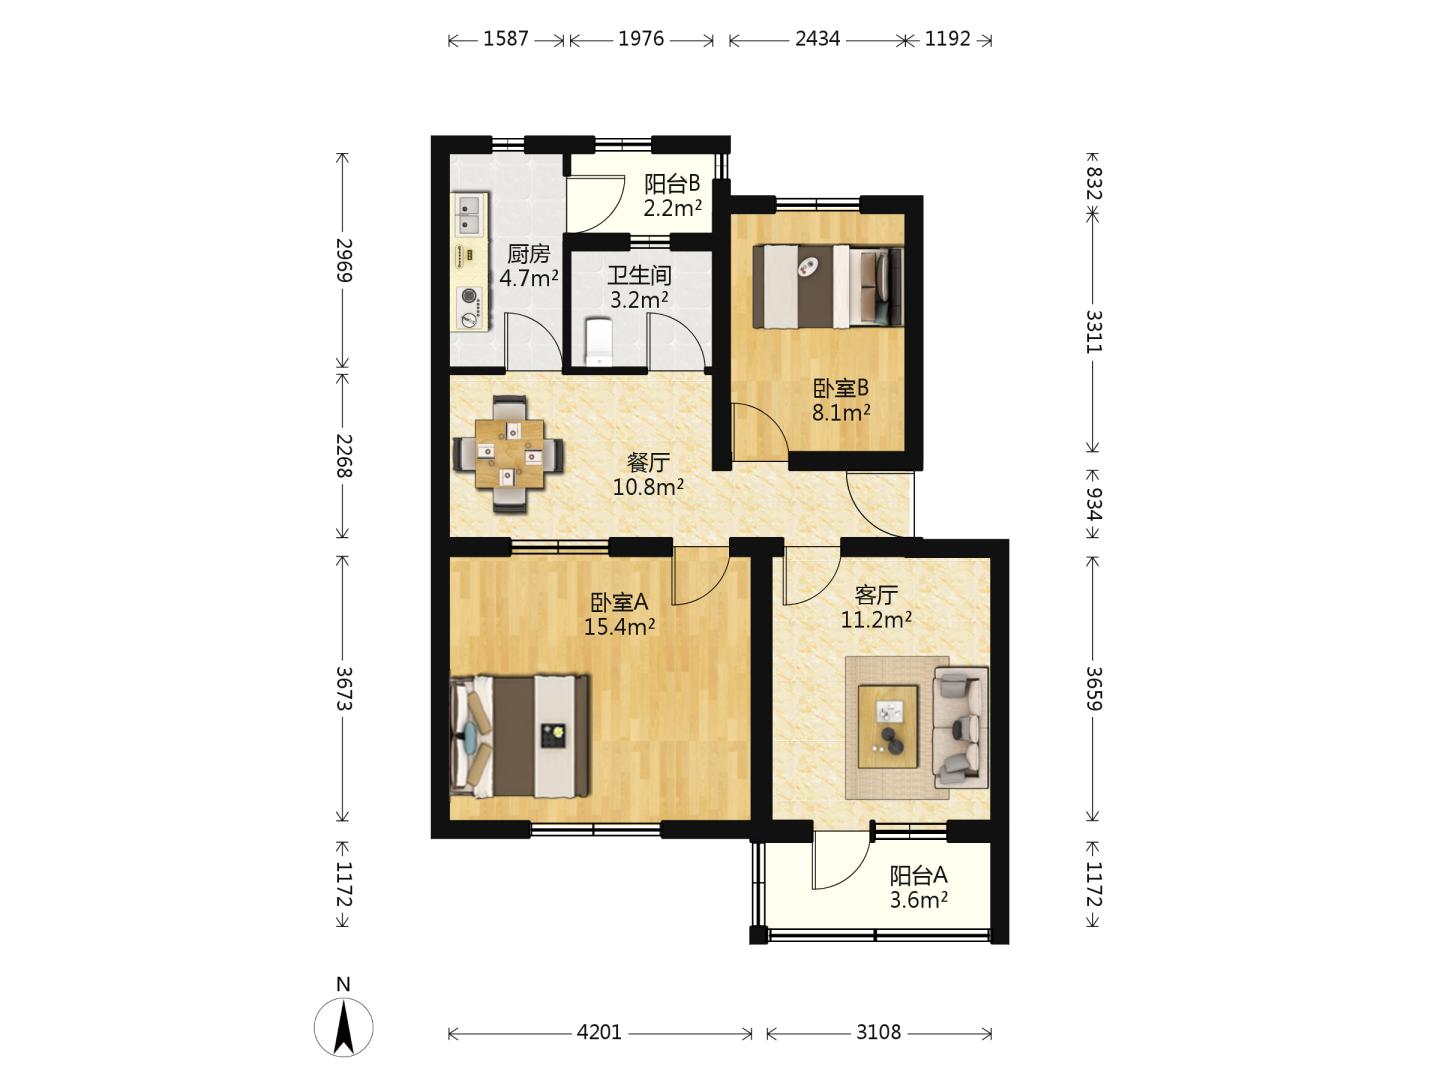 1587
1976
2434
1192
832
阳台B
2.2m²
厨房
4.7m²
2969
卫生间
3.2m²
3311
卧室B
8.1m²
2268
餐厅
10.8m²
934
卧室A
15.4m²
客厅
11.2m²
3673
3659
1172
阳台A
3.6m²
1172
N
4201
3108